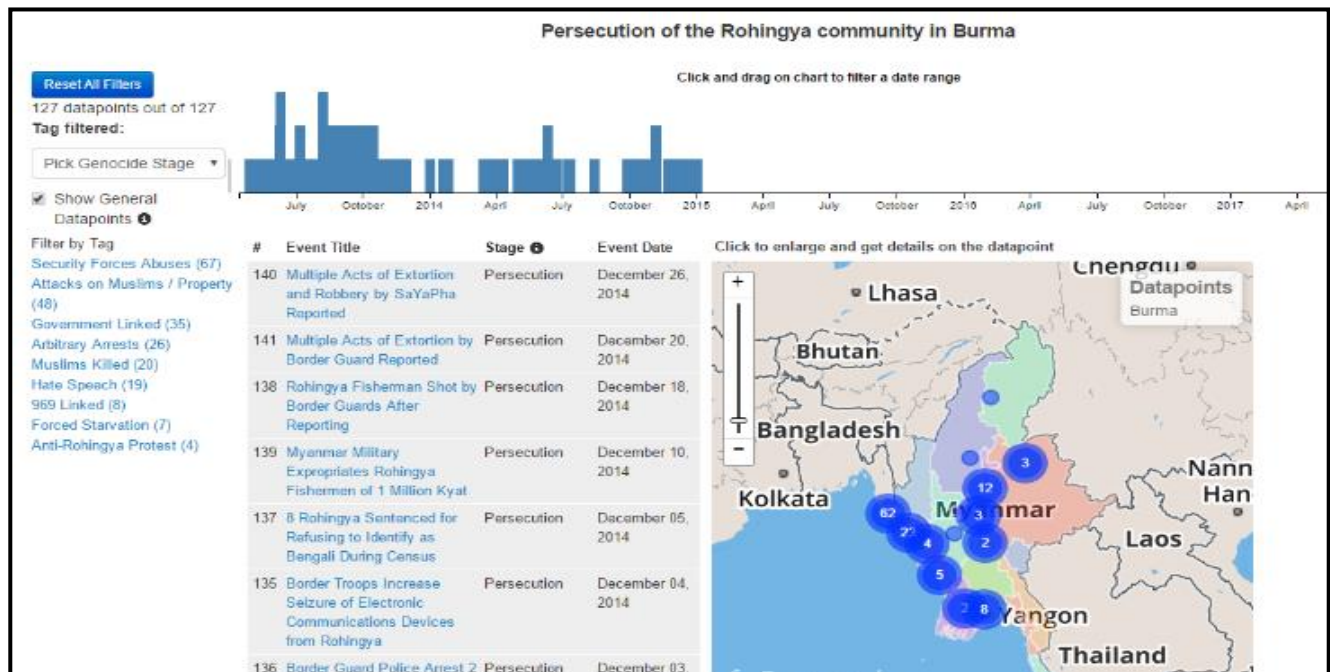 Persecution of the Rohingya community in Burma
Reset All Filters
127 datapoints out of 127
Tag filtered:
Pick Genocide Stage
Show General
Datapoints
Filter by Tag
Security Forces Abuses (67)
Attacks on Muslims / Property
(48)
Government Linked (35)
Arbitrary Arrests (26)
Muslims Killed (20)
Hate Speech (19)
969 Linked (8)
Forced Starvation (7)
Anti-Rohingya Protest (4)
Click and drag on chart to filter a date range
July October 2014 April July October 2015 April July October 2016 April July October 2017 April
# Event Title Stage Event Date
140 Multiple Acts of Extortion Persecution December 26,
and Robbery by SaYaPha 2014
Reported
141 Multiple Acts of Extortion by Persecution December 20,
Border Guard Reported 2014
138 Rohingya Fisherman Shot by Persecution December 18,
Border Guards After 2014
Reporting
139 Myanmar Military Persecution December 10,
Expropriates Rohingya 2014
Fishermen of 1 Million Kyat
137 8 Rohingya Sentenced for Persecution December 05,
Refusing to Identify as 2014
Bengali During Census
135 Border Troops Increase Persecution December 04,
Seizure of Electronic 2014
Communications Devices
from Rohingya
136 Border Guard Police Arrest 2 Persecution December 03,
Click to enlarge and get details on the datapoint
+
−
Chengdu
Datapoints
Burma
Lhasa
Bhutan
Bangladesh
3
Nann
12
Kolkata
Han
62
Myanmar
3
4
2
Laos
5
2 8
Yangon
Thailand